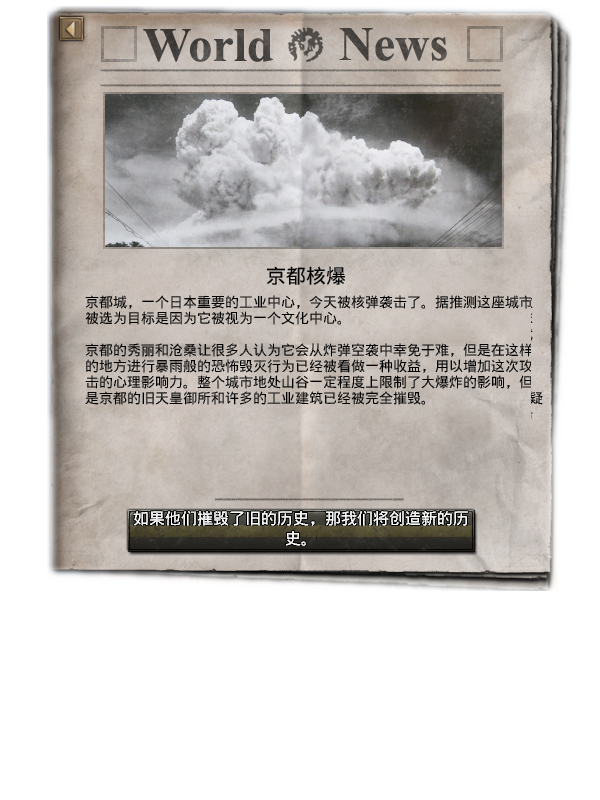 World News
京都核爆
京都城，一个日本重要的工业中心，今天被核弹袭击了。据推测这座城市
被选为目标是因为它被视为一个文化中心。
京都的秀丽和沧桑让很多人认为它会从炸弹空袭中幸免于难，但是在这样
的地方进行暴雨般的恐怖毁灭行为已经被看做一种收益，用以增加这次攻
击的心理影响力。整个城市地处山谷一定程度上限制了大爆炸的影响，但
是京都的旧天皇御所和许多的工业建筑已经被完全摧毁。
疑
如果他们摧毁了旧的历史，那我们将创造新的历
史。